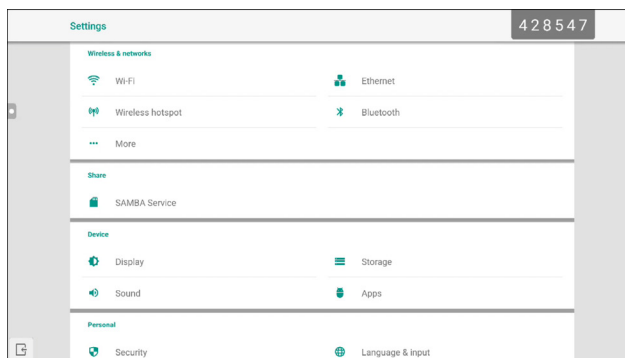 Settings
428547
Wireless & networks
Wi-Fi
Ethernet
Wireless hotspot
Bluetooth
More
Share
SAMBA Service
Device
Display
Storage
Sound
Apps
Personal
Security
Language & input